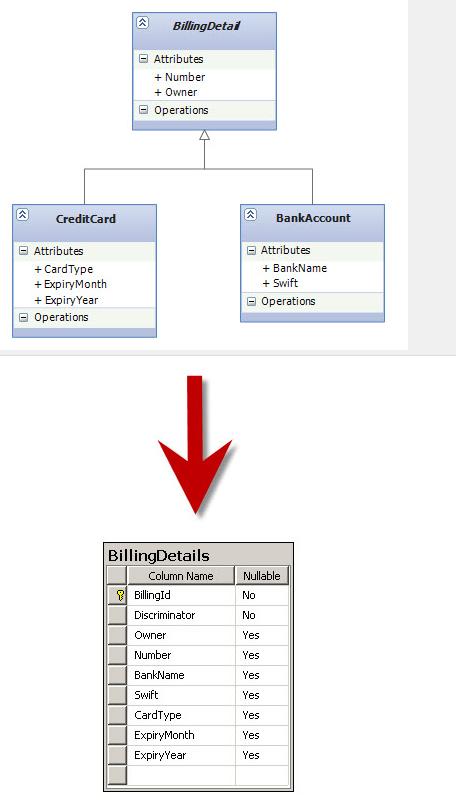 BillingDetail
Attributes
+ Number
+ Owner
Operations
CreditCard
Attributes
+ CardType
+ ExpiryMonth
+ ExpiryYear
Operations
BankAccount
Attributes
+ BankName
+ Swift
Operations
BillingDetails
Column Name Nullable
BillingId No
Discriminator No
Owner Yes
Number Yes
BankName Yes
Swift Yes
CardType Yes
ExpiryMonth Yes
ExpiryYear Yes